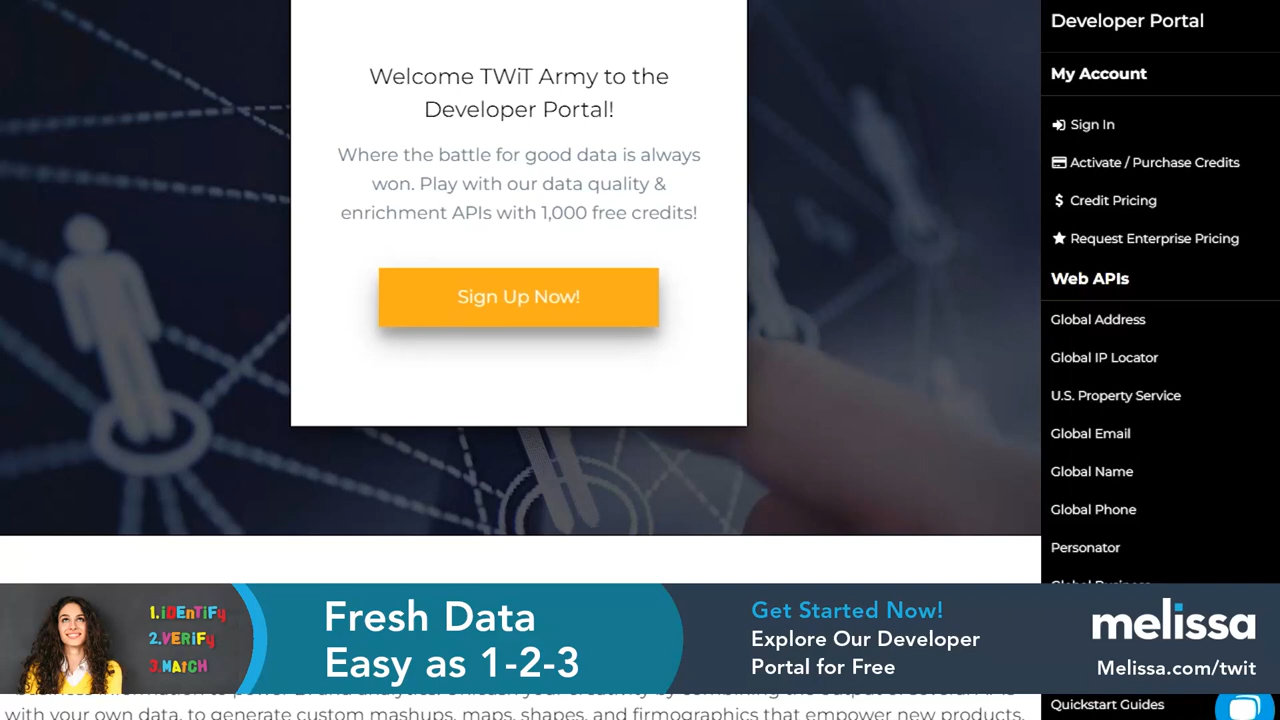 Welcome TWiT Army to the
Developer Portal!
Where the battle for good data is always
won. Play with our data quality &
enrichment APIs with 1,000 free credits!
Sign Up Now!
Developer Portal
My Account
Sign In
Activate / Purchase Credits
Credit Pricing
Request Enterprise Pricing
Web APIs
Global Address
Global IP Locator
U.S. Property Service
Global Email
Global Name
Global Phone
Personator
1.iDEnTiFy
2.VERiFy
3.MAtCH
Fresh Data
Easy as 1-2-3
Get Started Now!
Explore Our Developer
Portal for Free
melissa
Melissa.com/twit
with your own data, to generate custom mashups, maps, shapes, and firmographics that empower new products,
Quickstart Guides